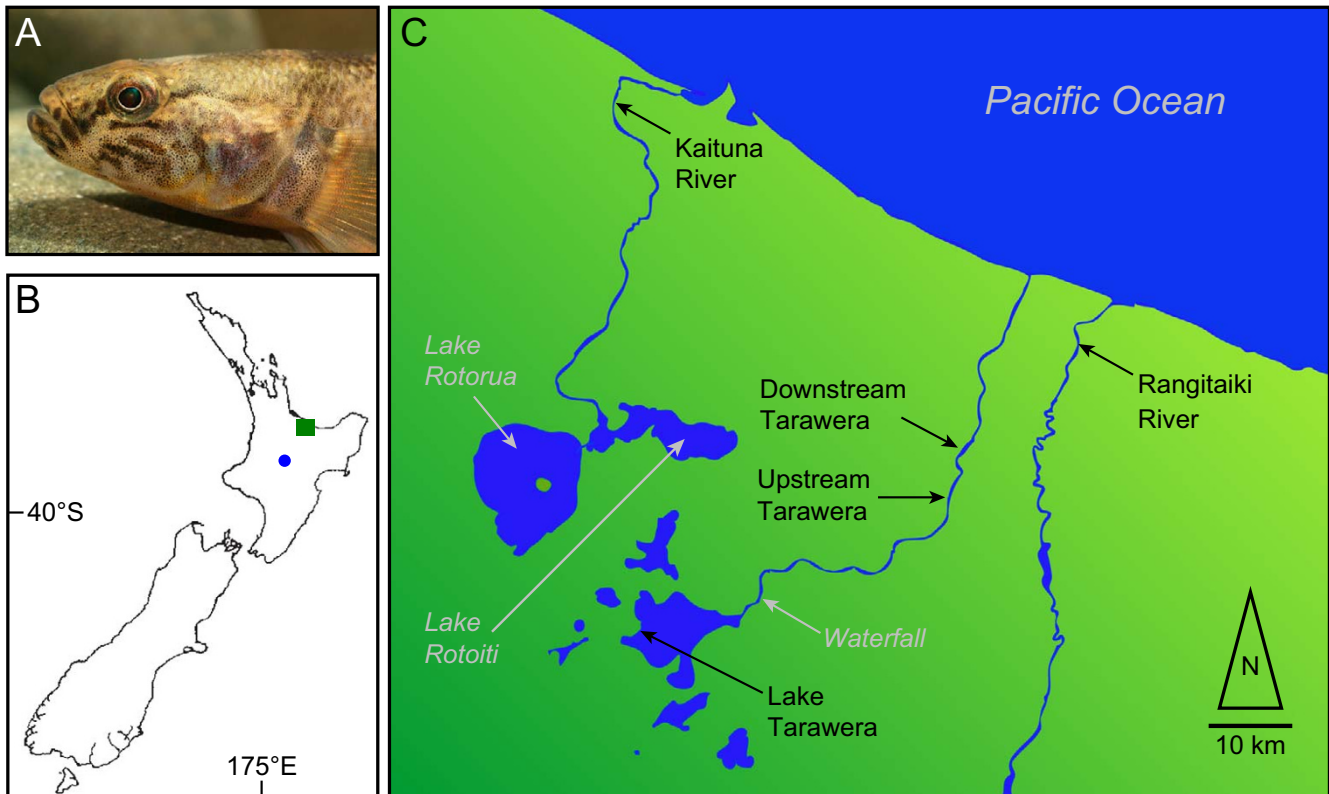 A
B
40°S
175°E
C
Pacific Ocean
Kaituna
River
Lake
Rotorua
Downstream
Tarawera
Rangitaiki
River
Upstream
Tarawera
Lake
Rotoiti
Waterfall
Lake
Tarawera
N
10 km